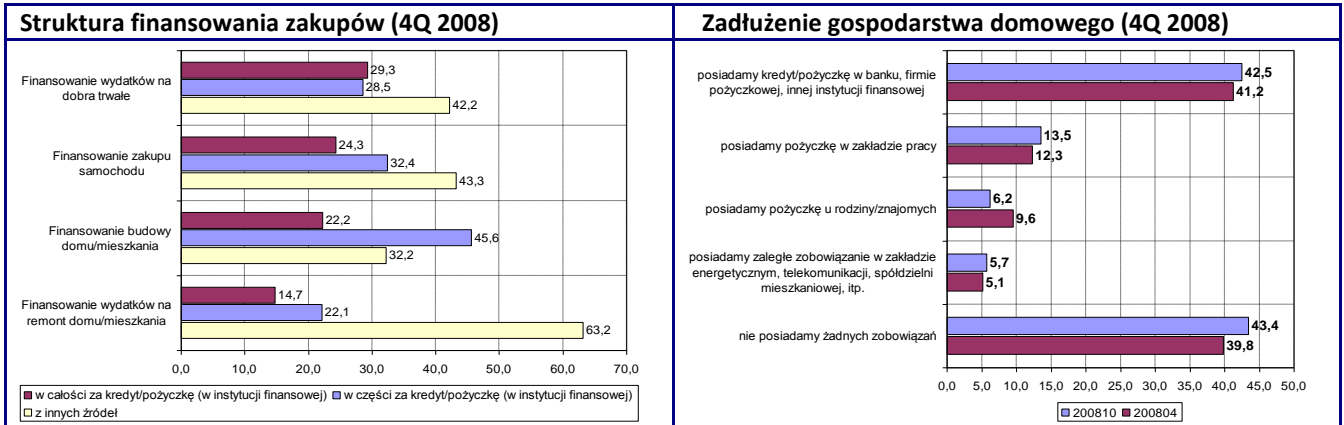 Struktura finansowania zakupów (4Q 2008)
Finansowanie wydatków na
dobra trwałe
29,3
28,5
42,2
Finansowanie zakupu
samochodu
24,3
32,4
43,3
Finansowanie budowy
domu/mieszkania
22,2
45,6
32,2
Finansowanie wydatków na
remont domu/mieszkania
14,7
22,1
63,2
0,0 10,0 20,0 30,0 40,0 50,0 60,0 70,0
w całości za kredyt/pożyczkę (w instytucji finansowej) w części za kredyt/pożyczkę (w instytucji finansowej)
z innych źródeł
Zadłużenie gospodarstwa domowego (4Q 2008)
posiadamy kredyt/pożyczkę w banku, firmie
pożyczkowej, innej instytucji finansowej
42,5
41,2
posiadamy pożyczkę w zakładzie pracy
13,5
12,3
posiadamy pożyczkę u rodziny/znajomych
6,2
9,6
posiadamy zaległe zobowiązanie w zakładzie
energetycznym, telekomunikacji, spółdzielni
mieszkaniowej, itp.
5,7
5,1
nie posiadamy żadnych zobowiązań
43,4
39,8
0,0 5,0 10,0 15,0 20,0 25,0 30,0 35,0 40,0 45,0 50,0
200810 200804